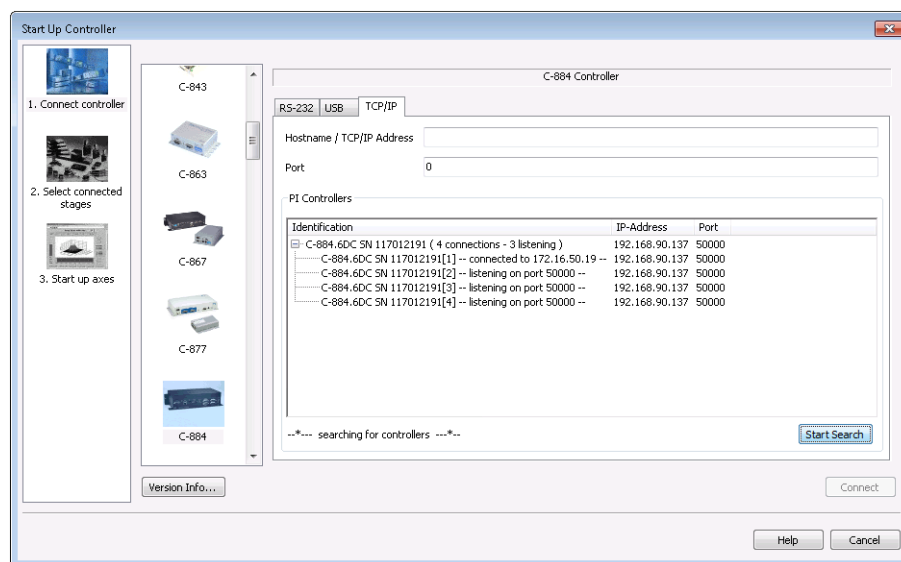 Start Up Controller
1. Connect controller
2. Select connected
stages
3. Start up axes
C-843
C-863
C-867
C-877
C-884
C-884 Controller
RS-232 USB TCP/IP
Hostname / TCP/IP Address
Port 0
PI Controllers
Identification IP-Address Port
C-884.6DC SN 117012191 ( 4 connections - 3 listening ) 192.168.90.137 50000
C-884.6DC SN 117012191[1] -- connected to 172.16.50.19 -- 192.168.90.137 50000
C-884.6DC SN 117012191[2] -- listening on port 50000 -- 192.168.90.137 50000
C-884.6DC SN 117012191[3] -- listening on port 50000 -- 192.168.90.137 50000
C-884.6DC SN 117012191[4] -- listening on port 50000 -- 192.168.90.137 50000
--*--- searching for controllers ---*-- Start Search
Version Info... Connect
Help Cancel